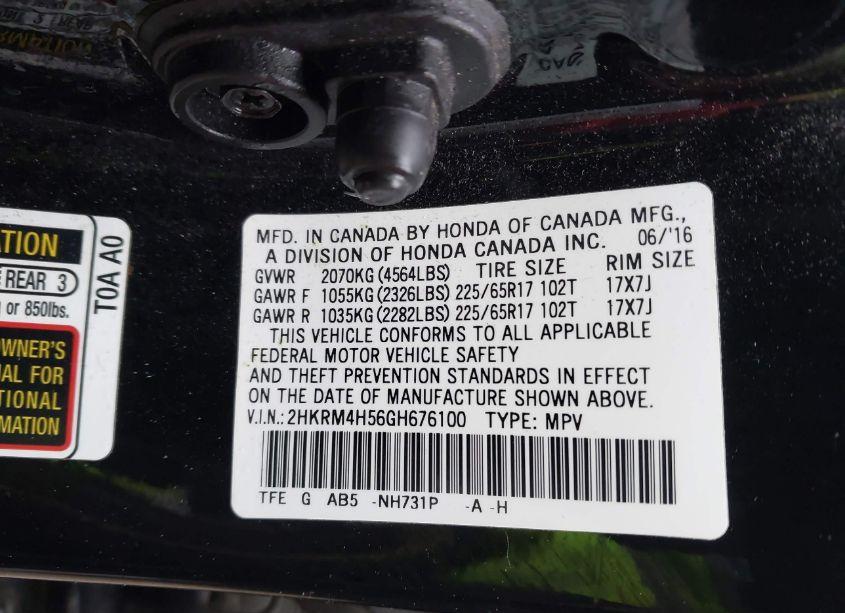 ATION
REAR 3
or 850lbs.
OWNER'S
FOR
MATION
T0A A0
MFD. IN CANADA BY HONDA OF CANADA MFG.,
A DIVISION OF HONDA CANADA INC. 06/'16
GVWR 2070KG (4564LBS) TIRE SIZE RIM SIZE
GAWR F 1055KG (2326LBS) 225/65R17 102T 17X7J
GAWR R 1035KG (2282LBS) 225/65R17 102T 17X7J
THIS VEHICLE CONFORMS TO ALL APPLICABLE
FEDERAL MOTOR VEHICLE SAFETY
AND THEFT PREVENTION STANDARDS IN EFFECT
ON THE DATE OF MANUFACTURE SHOWN ABOVE.
V.I.N.: 2HKRM4H56GH676100 TYPE: MPV
TFE G AB5 -NH731P -A -H